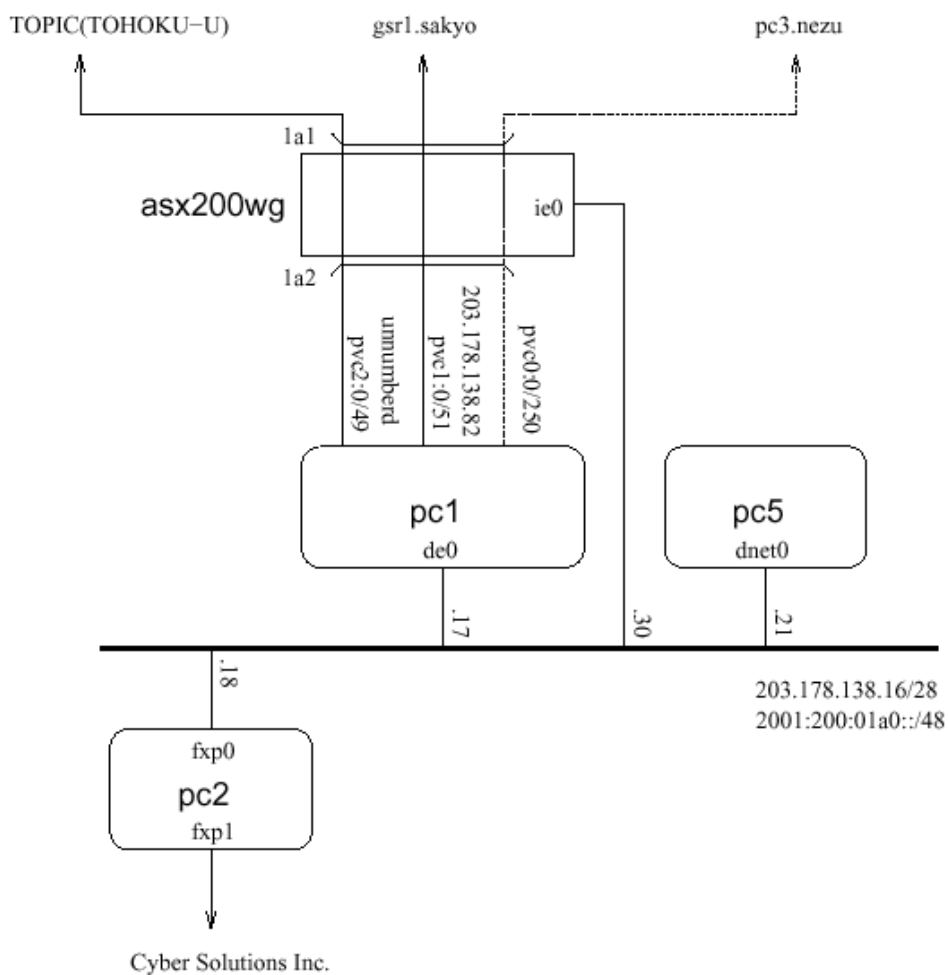 TOPIC(TOHOKU-U)
gsr1.sakyo
pc3.nezu
1a1
asx200wg
ie0
1a2
pvc2:0/49
unnumberd
pvc1:0/51
203.178.138.82
pvc0:0/250
pc1
de0
pc5
dnet0
.17
.30
.21
.18
203.178.138.16/28
2001:200:01a0::/48
fxp0
pc2
fxp1
Cyber Solutions Inc.